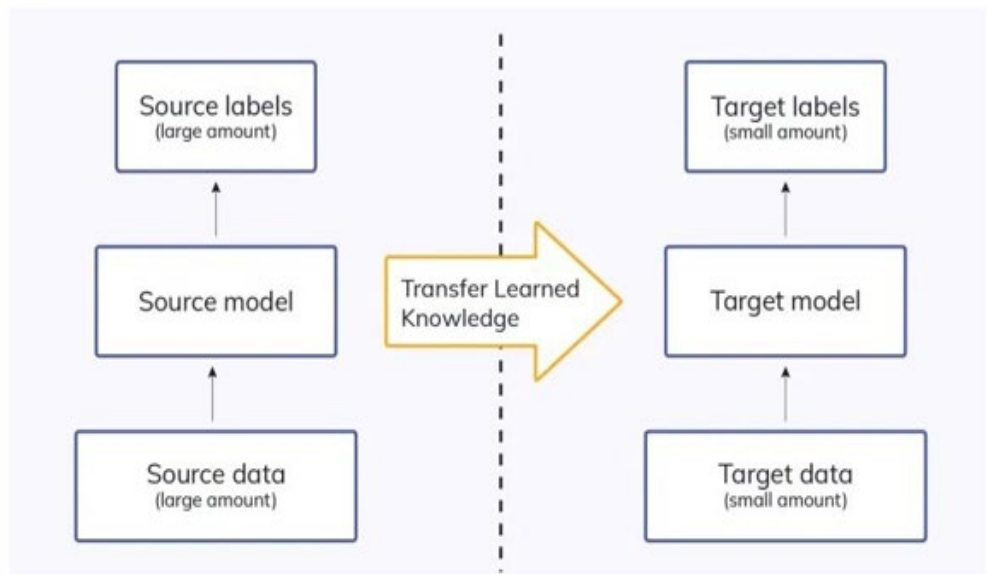 Source labels
(large amount)
Source model
Source data
(large amount)
Transfer Learned
Knowledge
Target labels
(small amount)
Target model
Target data
(small amount)